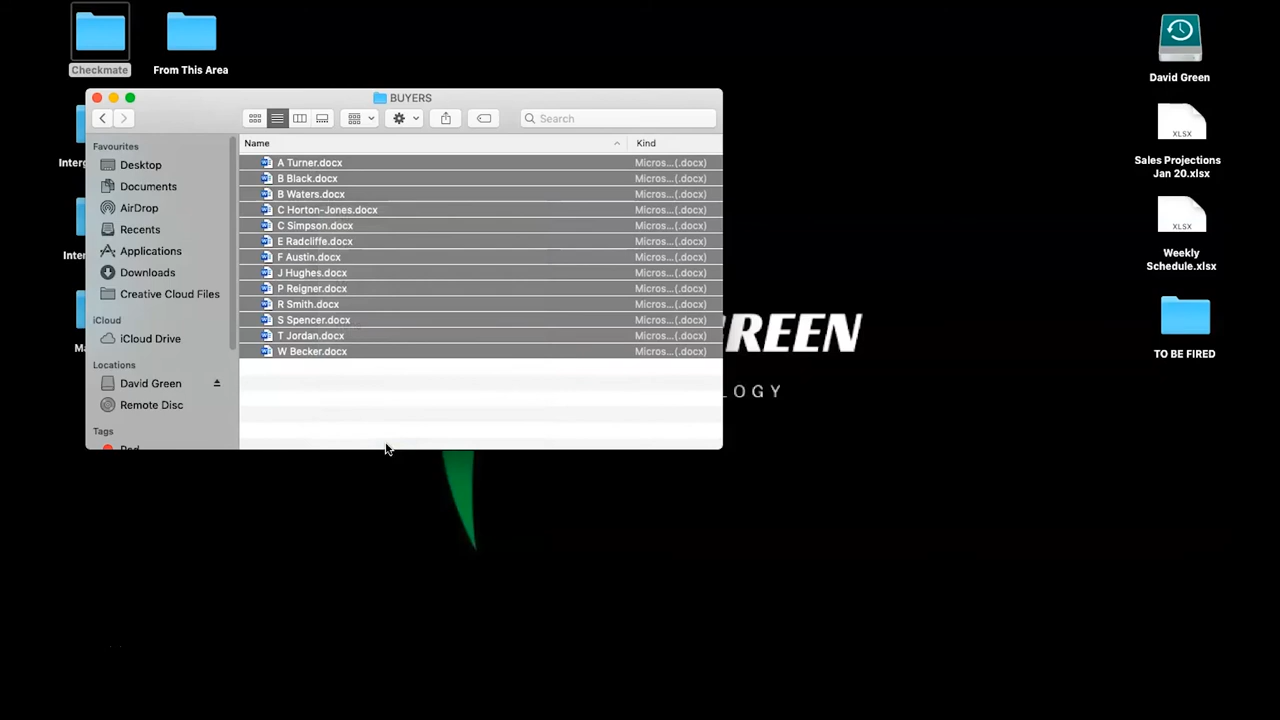 Checkmate
From This Area
David Green
BUYERS
Search
Favourites
Name
Kind
Desktop
Documents
AirDrop
Recents
Applications
Downloads
Creative Cloud Files
iCloud
iCloud Drive
Locations
David Green
Remote Disc
Tags
A Turner.docx Micros...(.docx)
B Black.docx Micros...(.docx)
B Waters.docx Micros...(.docx)
C Horton-Jones.docx Micros...(.docx)
C Simpson.docx Micros...(.docx)
E Radcliffe.docx Micros...(.docx)
F Austin.docx Micros...(.docx)
J Hughes.docx Micros...(.docx)
P Reigner.docx Micros...(.docx)
R Smith.docx Micros...(.docx)
S Spencer.docx Micros...(.docx)
T Jordan.docx Micros...(.docx)
W Becker.docx Micros...(.docx)
XLSX
Sales Projections
Jan 20.xlsx
XLSX
Weekly
Schedule.xlsx
TO BE FIRED
REEN
LOGY